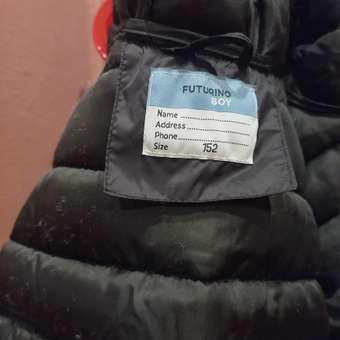 FUTURINO
BOY
Name ..................
Address ..................
Phone ..................
Size 152